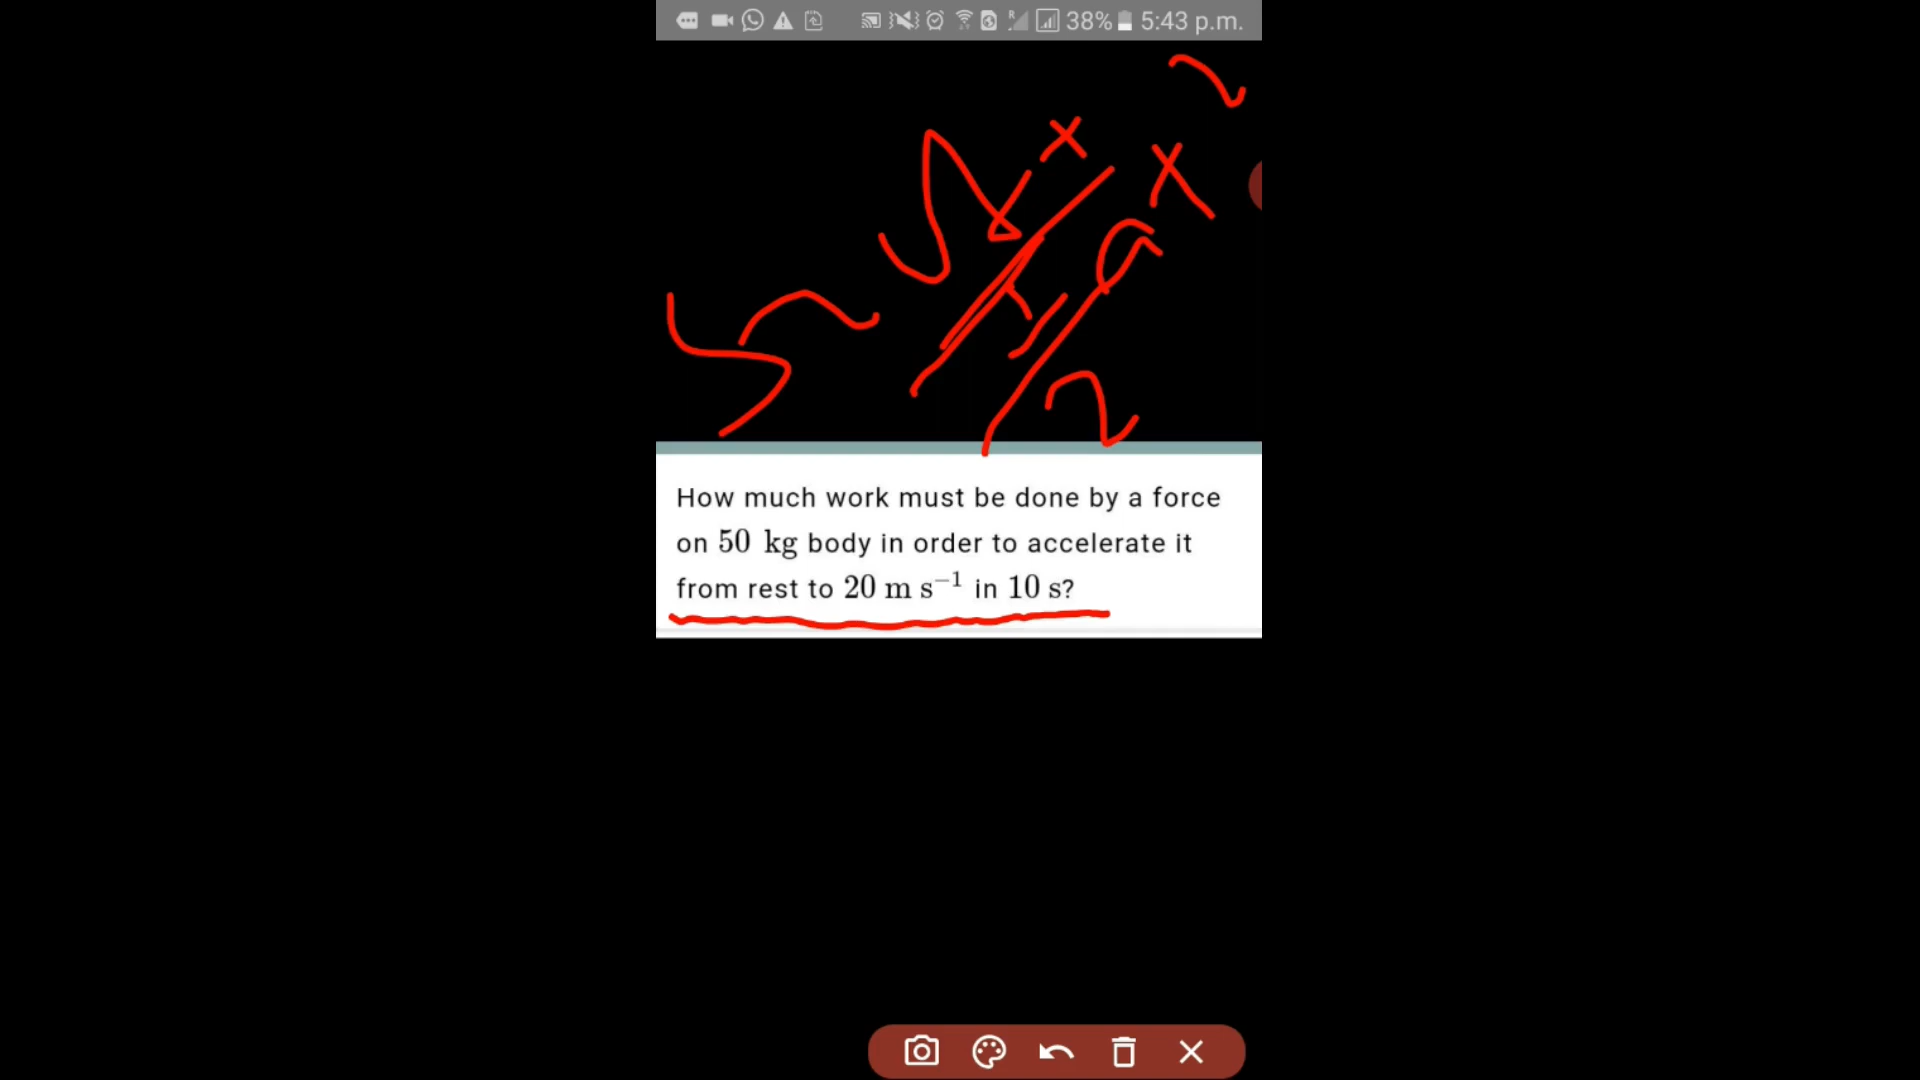 38% 5:43 p.m.
How much work must be done by a force
on 50 kg body in order to accelerate it
from rest to 20 m s⁻¹ in 10 s?